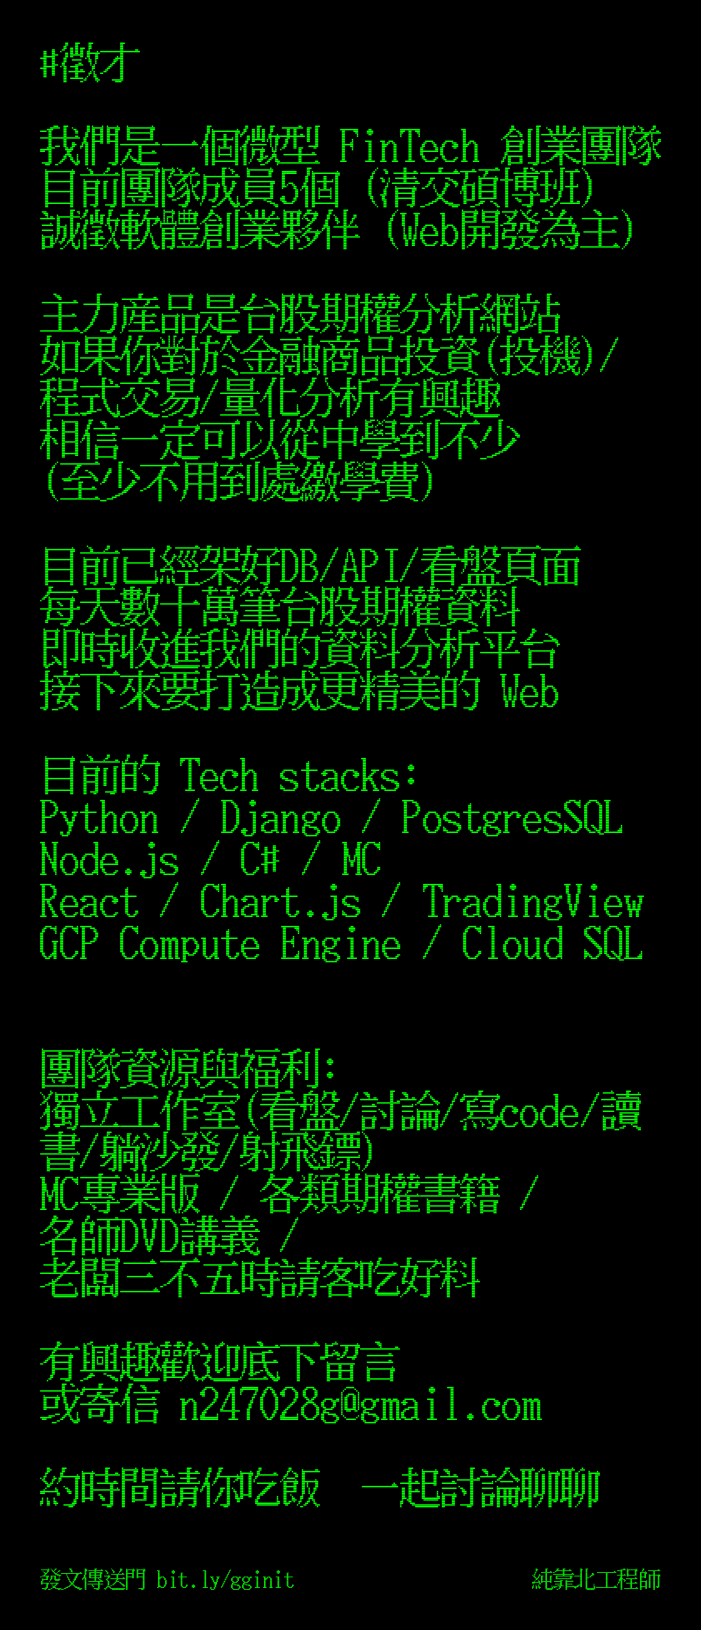 #徵才
我們是一個微型 FinTech 創業團隊
目前團隊成員5個 (清交碩博班)
誠徵軟體創業夥伴 (Web開發為主)
主力產品是台股期權分析網站
如果你對於金融商品投資(投機)/
程式交易/量化分析有興趣
相信一定可以從中學到不少
(至少不用到處繳學費)
目前已經架好DB/API/看盤頁面
每天數十萬筆台股期權資料
即時收進我們的資料分析平台
接下來要打造成更精美的 Web
目前的 Tech stacks:
Python / Django / PostgresSQL
Node.js / C# / MC
React / Chart.js / TradingView
GCP Compute Engine / Cloud SQL
團隊資源與福利:
獨立工作室(看盤/討論/寫code/讀
書/躺沙發/射飛鏢)
MC專業版 / 各類期權書籍 /
名師DVD講義 /
老闆三不五時請客吃好料
有興趣歡迎底下留言
或寄信 n247028g@gmail.com
約時間請你吃飯　一起討論聊聊
發文傳送門 bit.ly/gginit
純靠北工程師